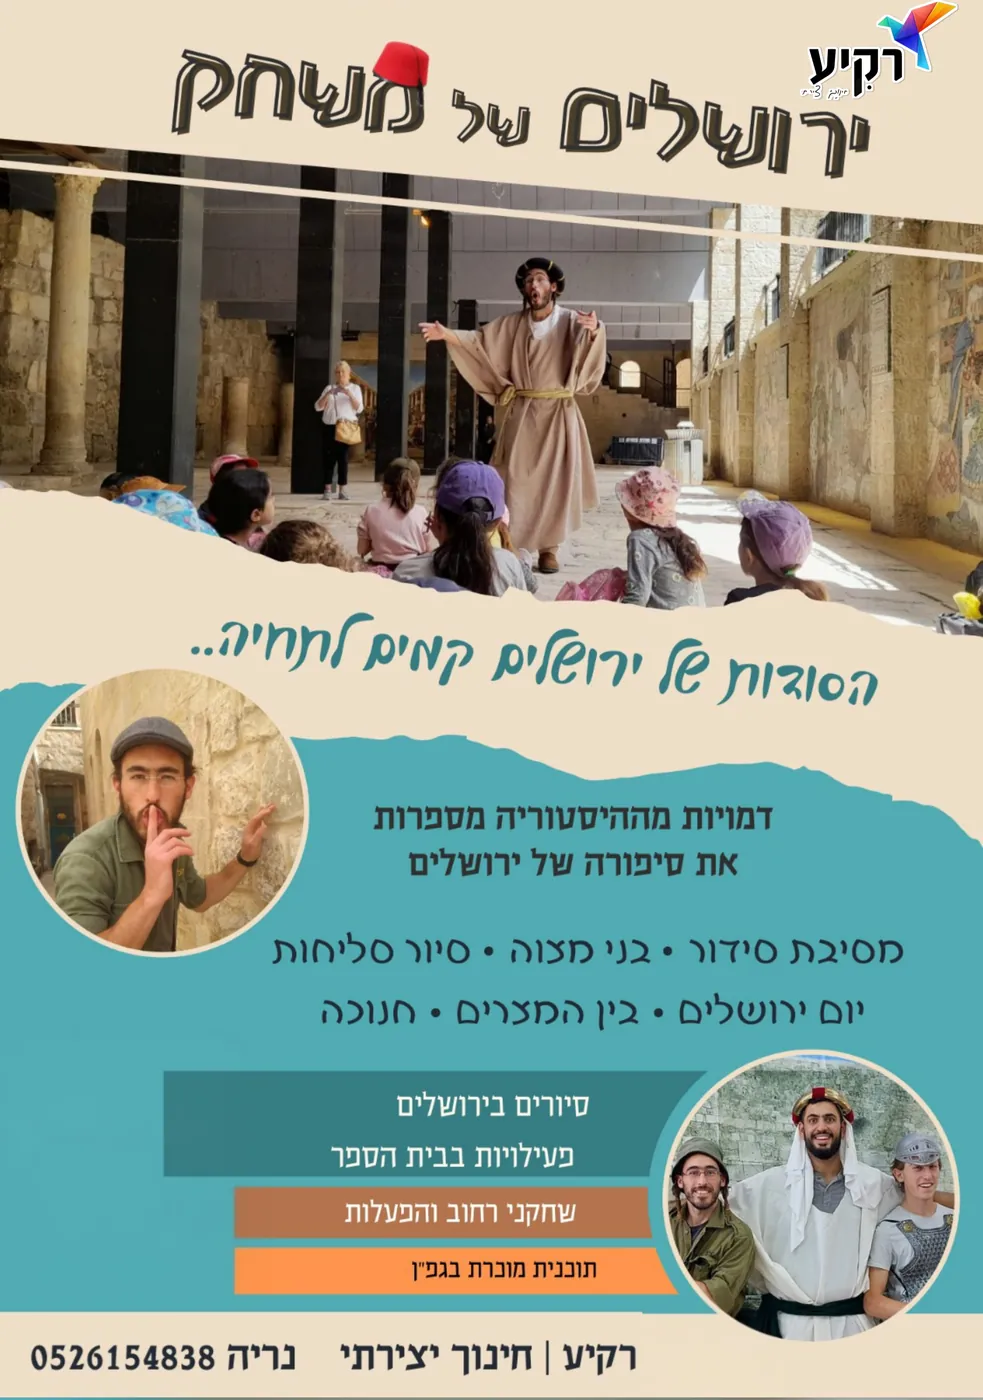 רקיע
חינוך יצירתי
ירושלים של משחק
הסודות של ירושלים קמים לתחיה..
דמויות מההיסטוריה מספרות
את סיפורה של ירושלים
מסיבת סידור • בני מצוה • סיור סליחות
יום ירושלים • בין המצרים • חנוכה
סיורים בירושלים
פעילויות בבית הספר
שחקני רחוב והפעלות
תוכנית מוכרת בגפ"ן
רקיע | חינוך יצירתי נריה 0526154838